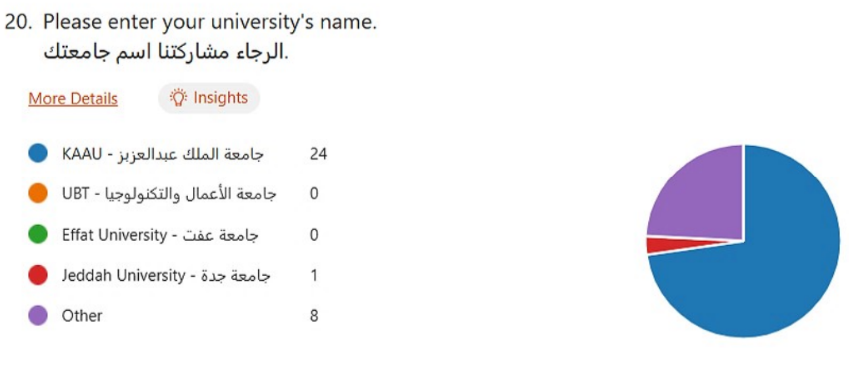 20. Please enter your university's name.
الرجاء مشاركتنا اسم جامعتك.
More Details
Insights
KAAU - جامعة الملك عبدالعزيز 24
UBT - جامعة الأعمال والتكنولوجيا 0
Effat University - جامعة عفت 0
Jeddah University - جامعة جدة 1
Other 8